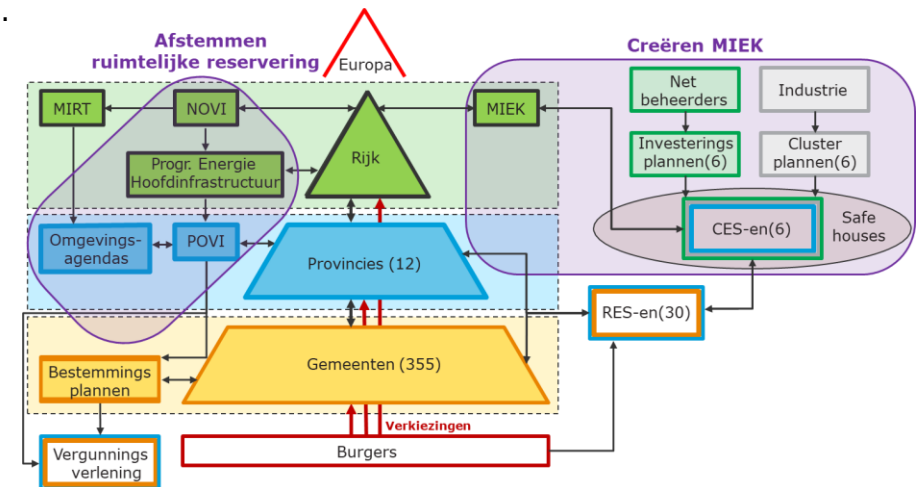 .
Afstemmen
ruimtelijke reservering
Europa
Creëren MIEK
MIRT
NOVI
MIEK
Net
beheerders
Industrie
Progr. Energie
Hoofdinfrastructuur
Rijk
Investerings
plannen(6)
Cluster
plannen(6)
Omgevings-
agendas
POVI
Provincies (12)
CES-en(6)
Safe
houses
RES-en(30)
Bestemmings
plannen
Gemeenten (355)
Verkiezingen
Vergunnings
verlening
Burgers